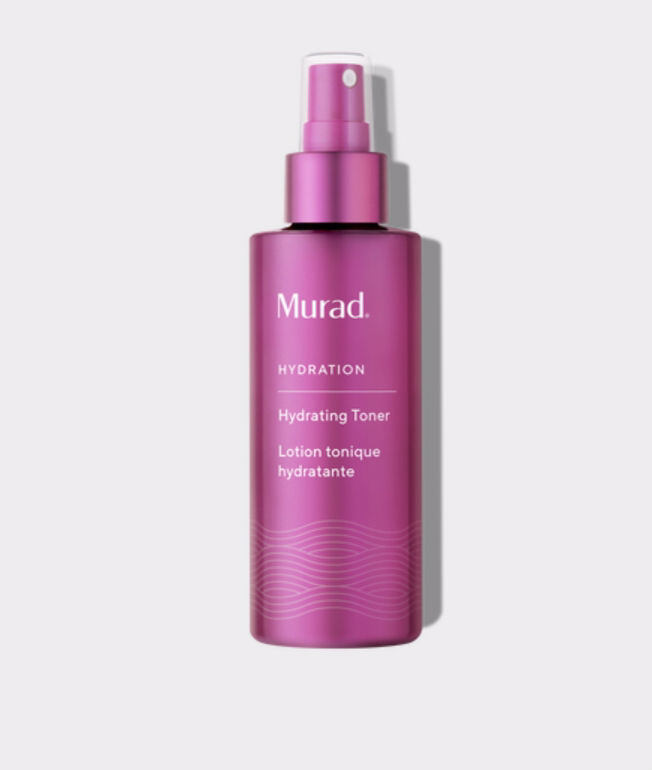 Murad.
HYDRATION
Hydrating Toner
Lotion tonique
hydratante